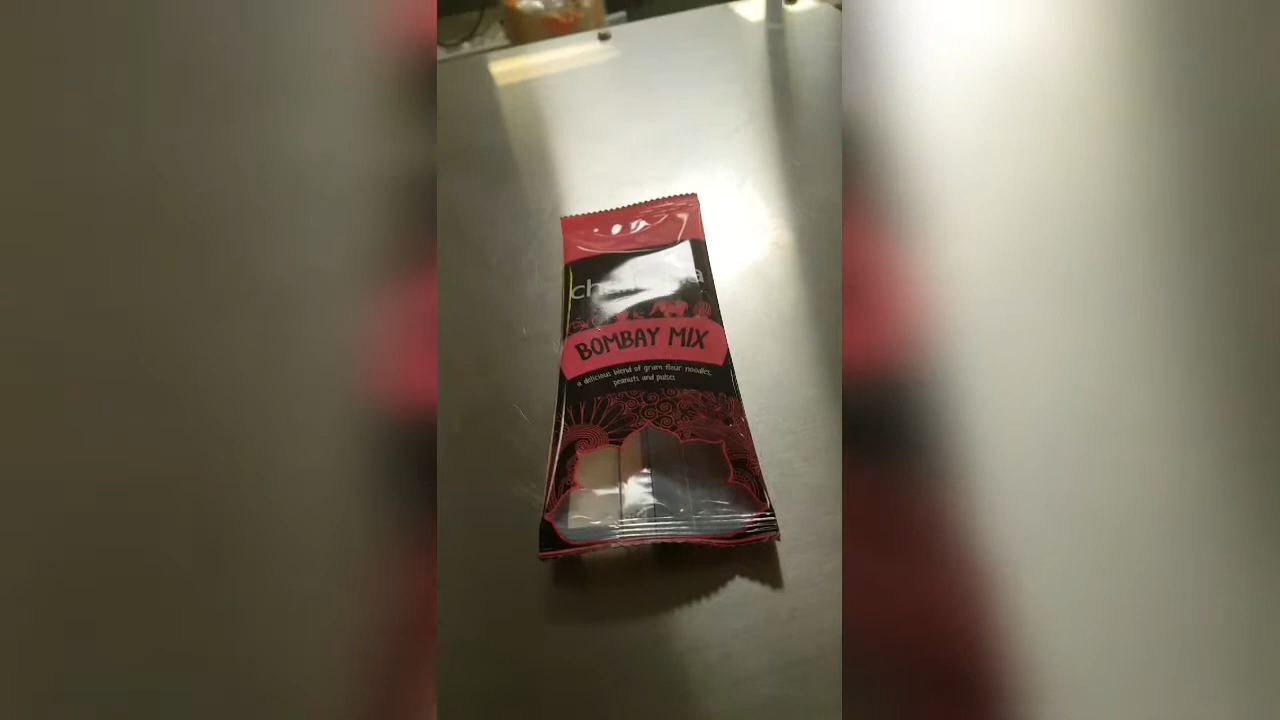 BOMBAY MIX
a delicious blend of gram flour noodles,
peanuts and pulses